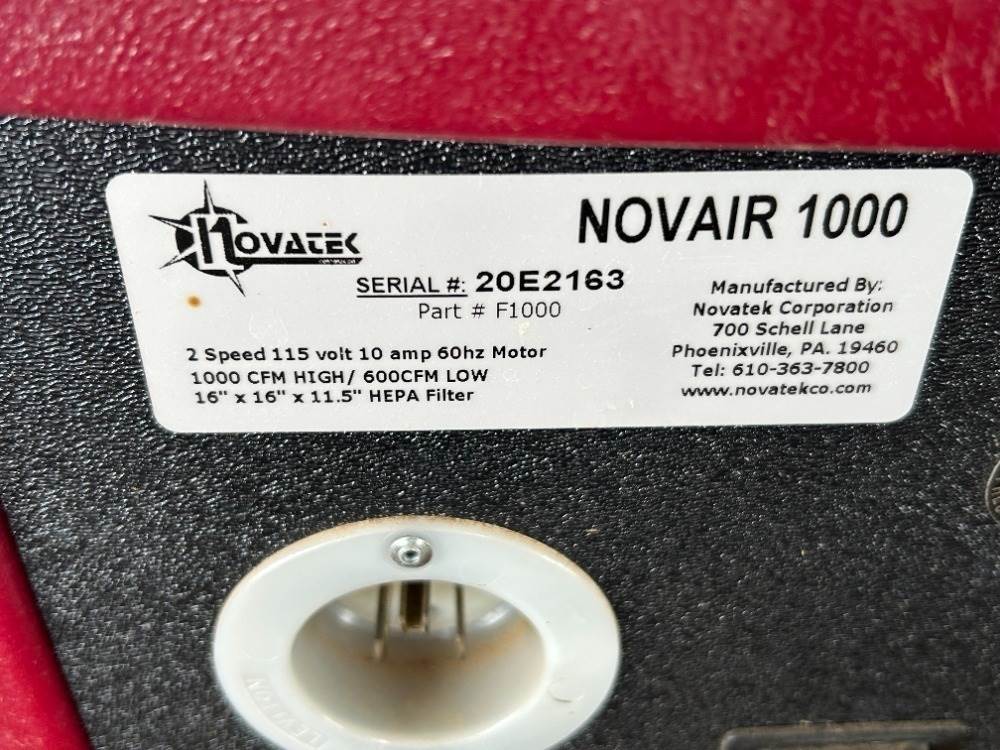 NOVATEK
NOVAIR 1000
SERIAL #: 20E2163
Part # F1000
2 Speed 115 volt 10 amp 60hz Motor
1000 CFM HIGH/ 600CFM LOW
16" x 16" x 11.5" HEPA Filter
Manufactured By:
Novatek Corporation
700 Schell Lane
Phoenixville, PA. 19460
Tel: 610-363-7800
www.novatekco.com
LEVITON